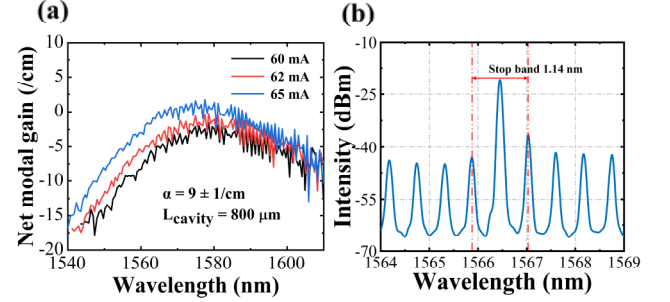 (a)
10
5
0
-5
-10
-15
-20
Net modal gain (/cm)
60 mA
62 mA
65 mA
α = 9 ± 1/cm
Lcavity = 800 μm
1540
1560
1580
1600
Wavelength (nm)
(b)
-10
-25
-40
-55
-70
Intensity (dBm)
Stop band 1.14 nm
1564
1565
1566
1567
1568
1569
Wavelength (nm)